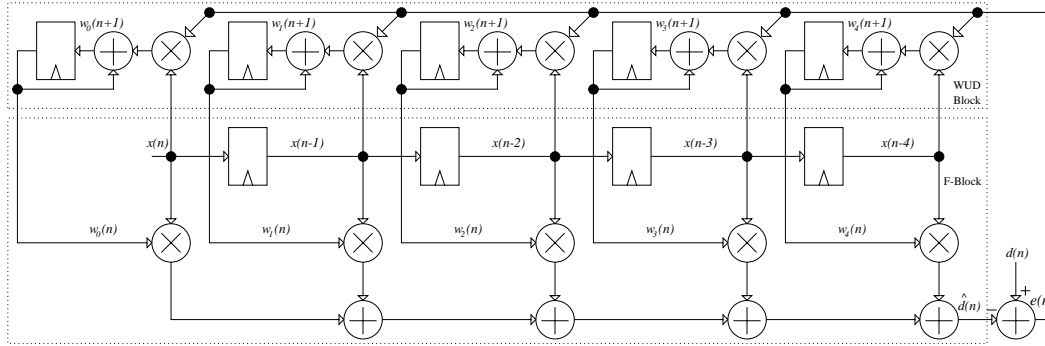 w0(n+1) w1(n+1) w2(n+1) w3(n+1) w4(n+1)
WUD
Block
x(n) x(n-1) x(n-2) x(n-3) x(n-4)
F-Block
w0(n) w1(n) w2(n) w3(n) w4(n)
d(n)
d̂(n) − + e(n